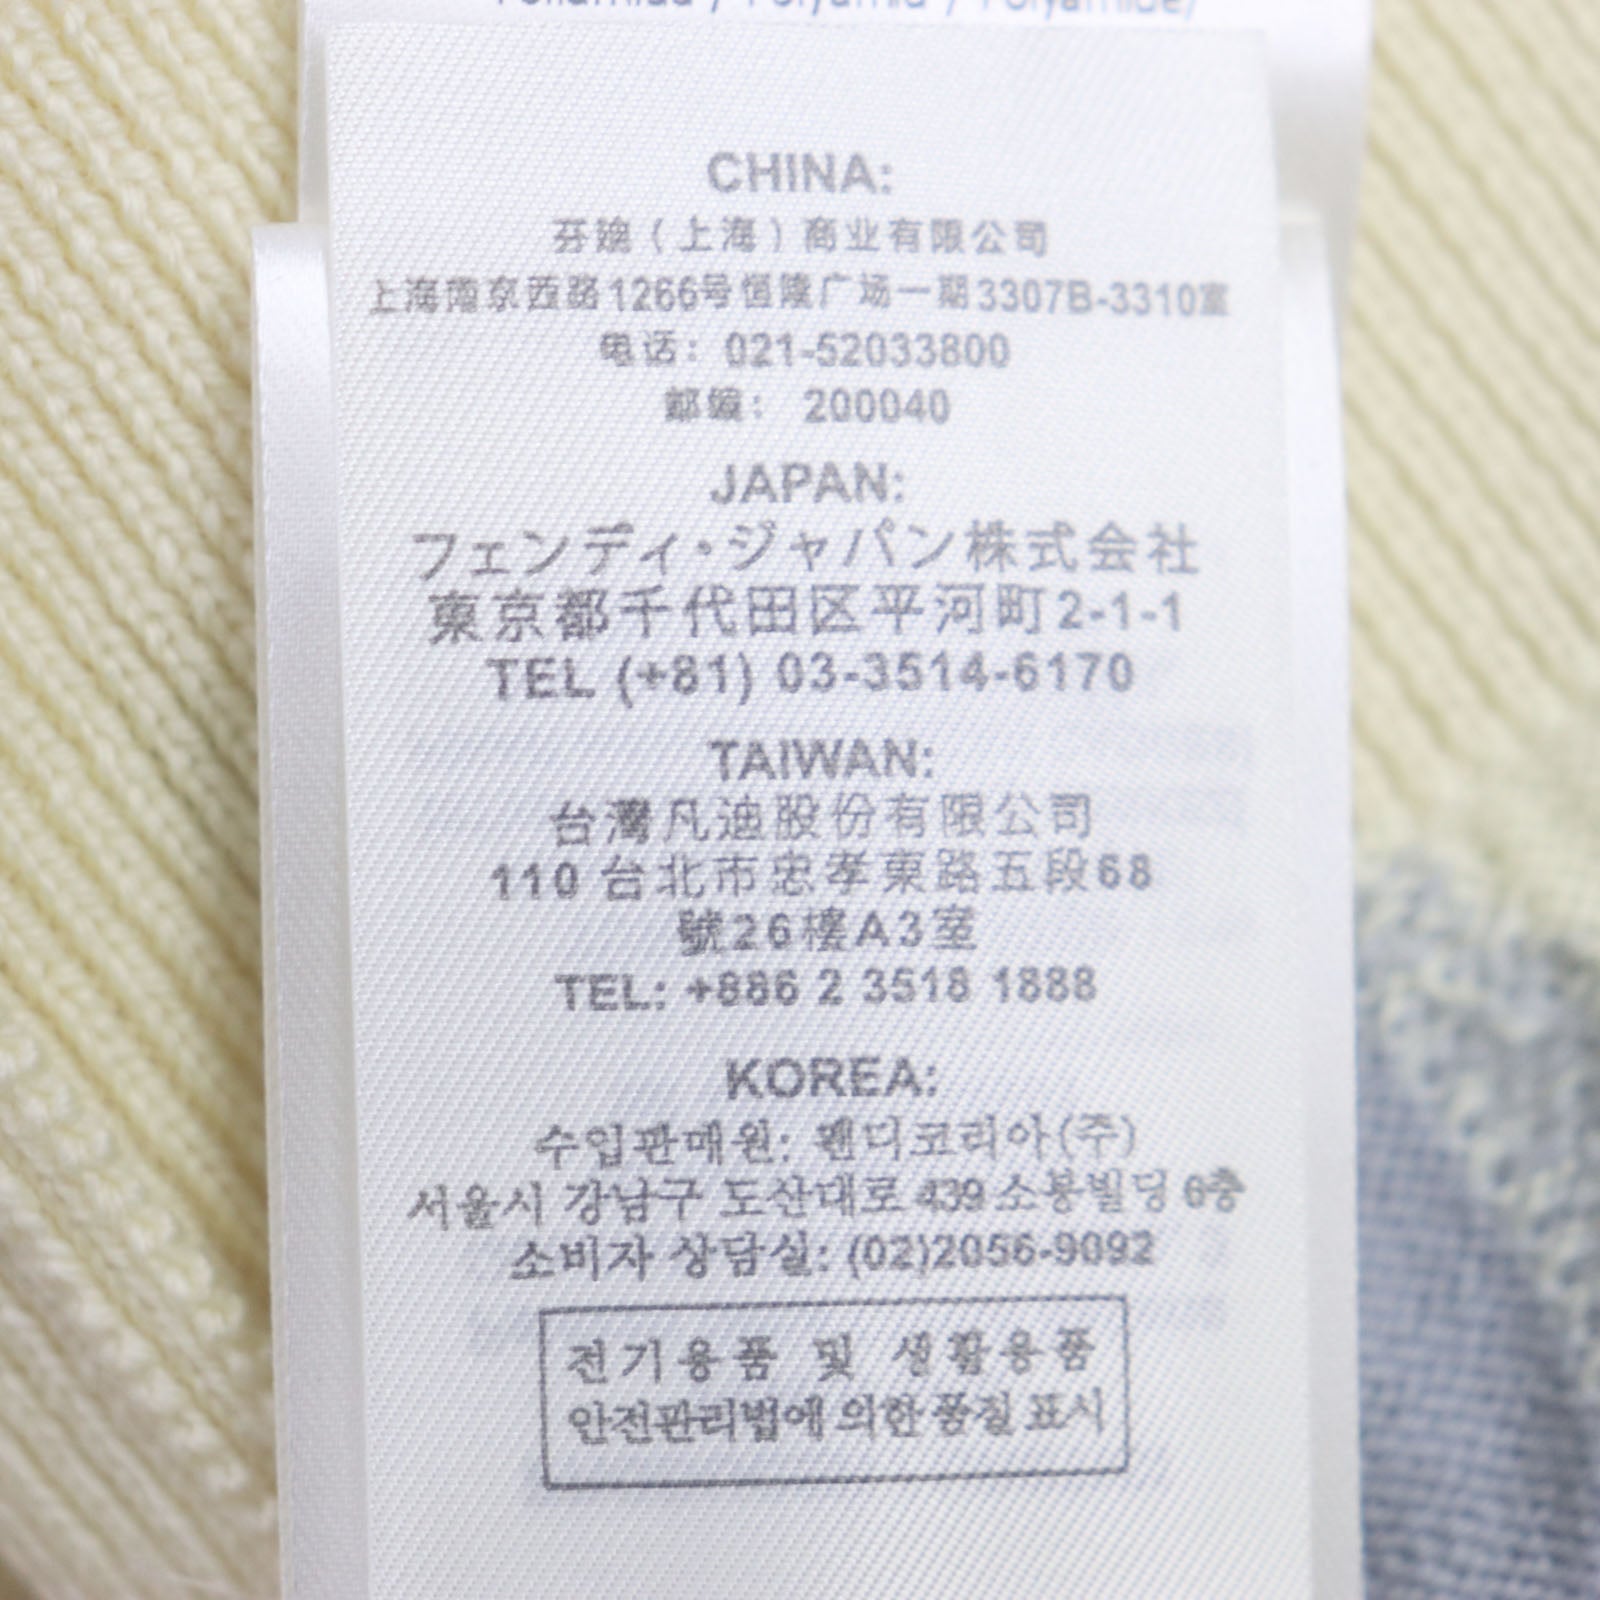 CHINA:
芬迪（上海）商业有限公司
上海南京西路1266号恒隆广场一期3307B-3310室
电话：021-52033800
邮编：200040
JAPAN:
フェンディ・ジャパン株式会社
東京都千代田区平河町2-1-1
TEL (+81) 03-3514-6170
TAIWAN:
台灣凡迪股份有限公司
110 台北市忠孝東路五段68
號26樓A3室
TEL: +886 2 3518 1888
KOREA:
수입판매원: 펜디코리아(주)
서울시 강남구 도산대로 439 소봉빌딩 6층
소비자 상담실: (02)2056-9092
전기용품 및 생활용품
안전관리법에 의한 품질 표시